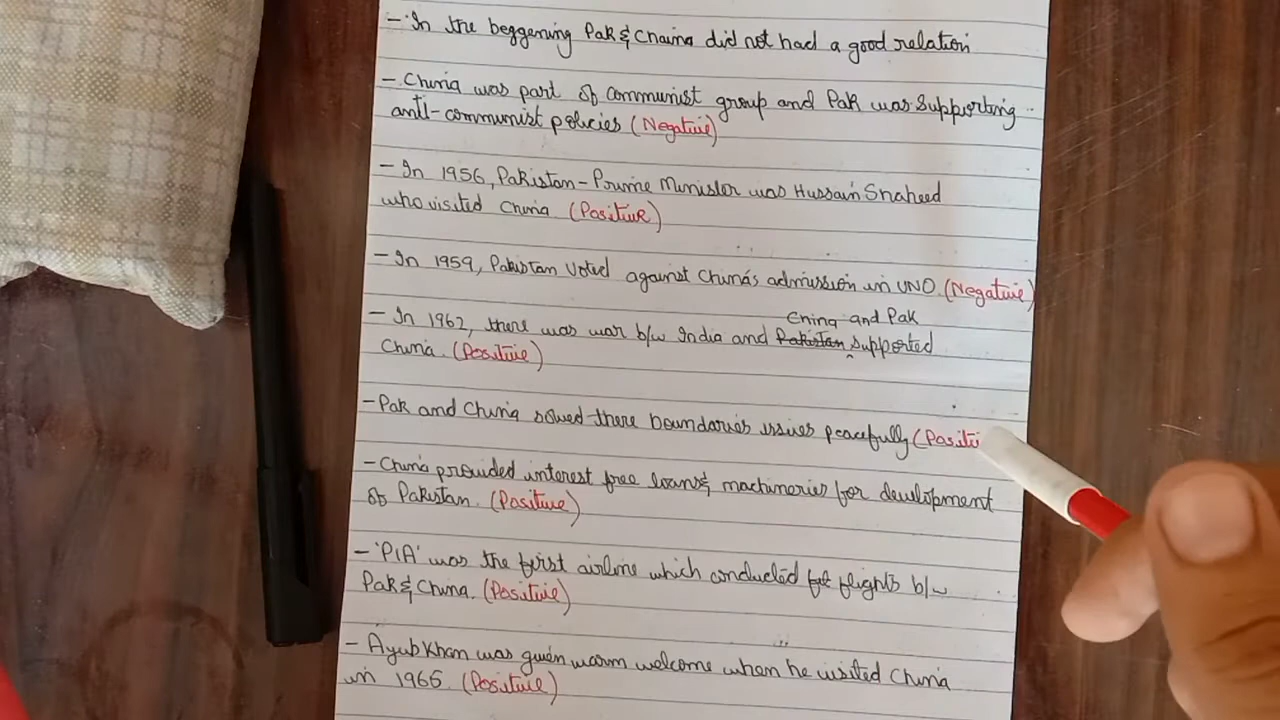 - In the beggening Pak & Chaina did not had a good relation
- China was part of communist group and Pak was supporting
anti-communist policies (Negative)
- In 1956, Pakistan-Prime Minister was Hussain Shaheed
who visited China (Positive)
- In 1959, Pakistan voted against China's admission in UNO. (Negative)
China and Pak
- In 1962, there was war b/w India and Pakistan supported
China. (Positive)
- Pak and China solved there boundaries issues peacefully (Positi
- China provided interest free loans & machineries for development
of Pakistan. (Positive)
- 'PIA' was the first airline which conducted flights b/w
Pak & China. (Positive)
- Ayub Khan was given warm welcome when he visited China
in 1965. (Positive)